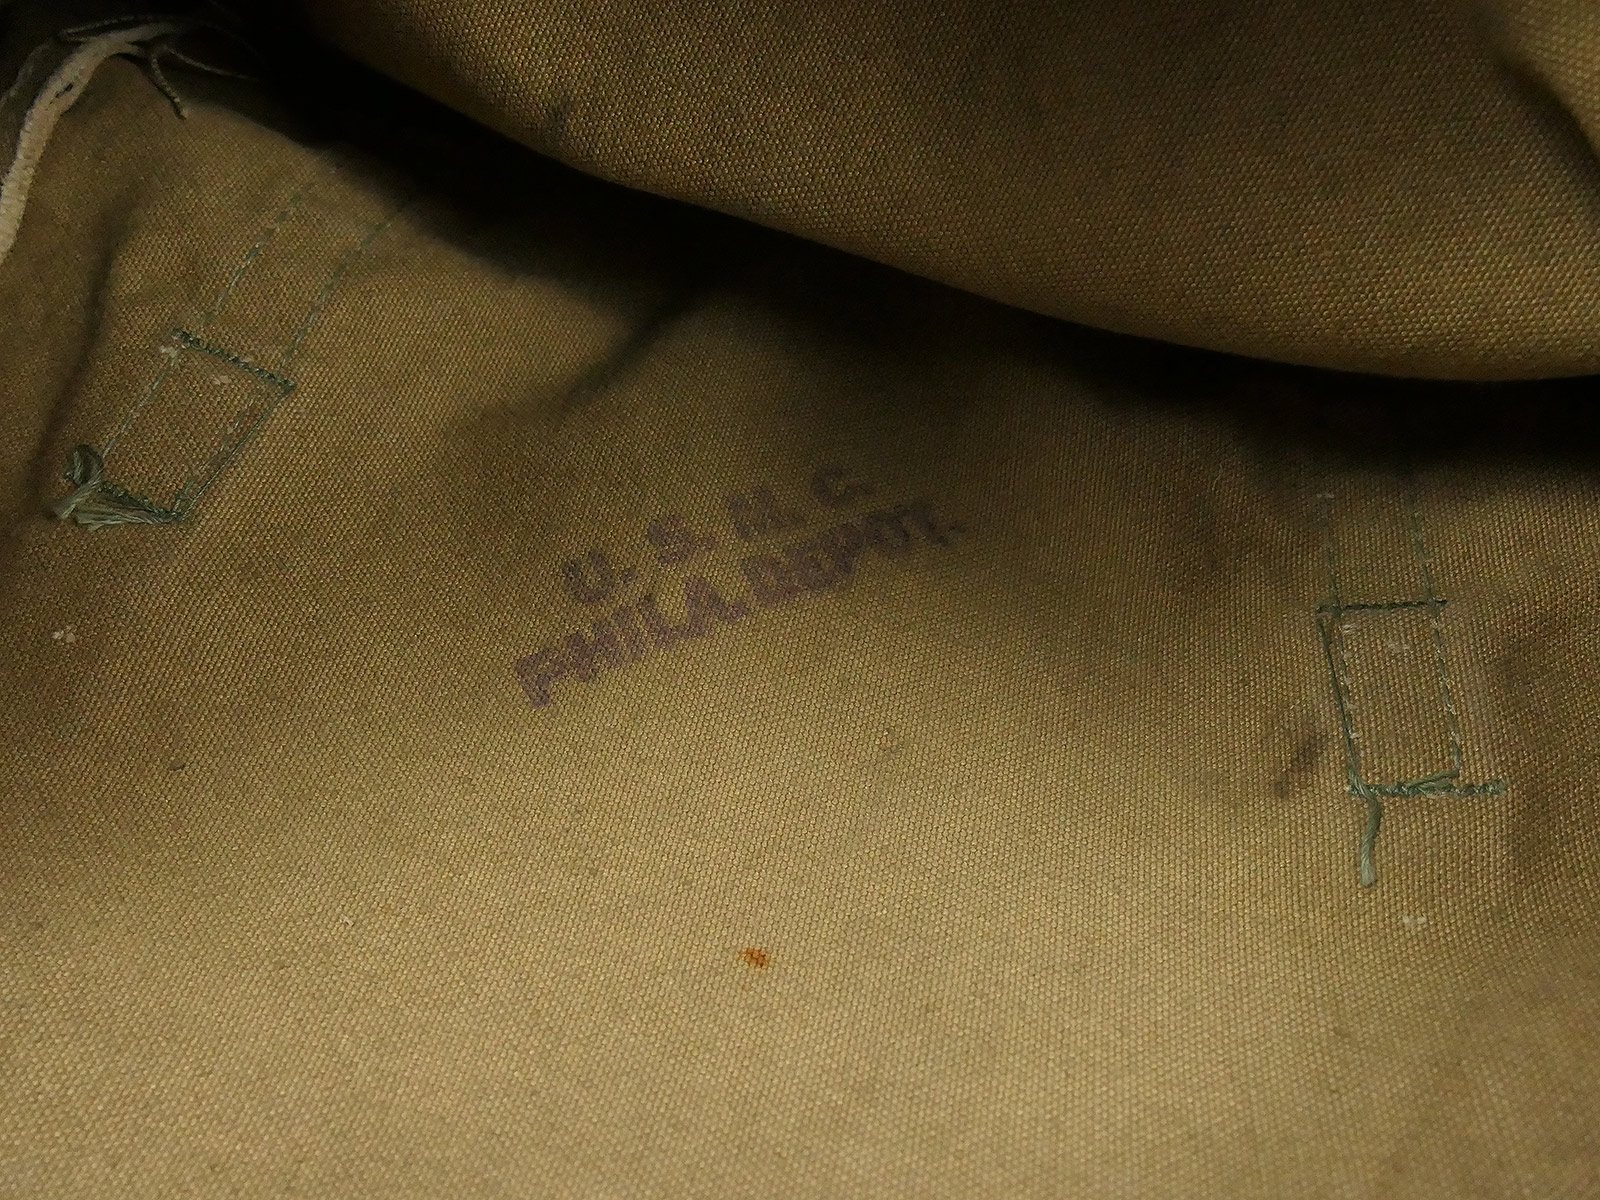 U. S. M. C.
PHILA. DEPOT.